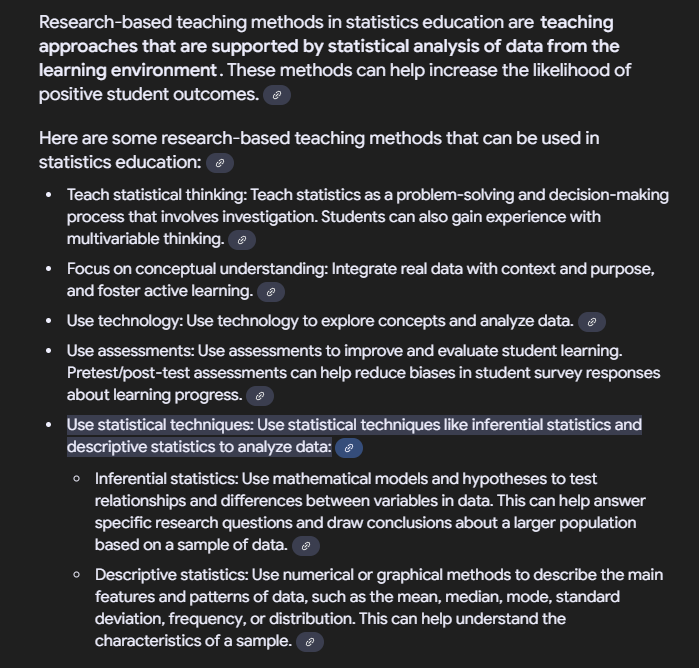 Research-based teaching methods in statistics education are teaching
approaches that are supported by statistical analysis of data from the
learning environment. These methods can help increase the likelihood of
positive student outcomes.
Here are some research-based teaching methods that can be used in
statistics education:
• Teach statistical thinking: Teach statistics as a problem-solving and decision-making
process that involves investigation. Students can also gain experience with
multivariable thinking.
• Focus on conceptual understanding: Integrate real data with context and purpose,
and foster active learning.
• Use technology: Use technology to explore concepts and analyze data.
• Use assessments: Use assessments to improve and evaluate student learning.
Pretest/post-test assessments can help reduce biases in student survey responses
about learning progress.
• Use statistical techniques: Use statistical techniques like inferential statistics and
descriptive statistics to analyze data:
◦ Inferential statistics: Use mathematical models and hypotheses to test
relationships and differences between variables in data. This can help answer
specific research questions and draw conclusions about a larger population
based on a sample of data.
◦ Descriptive statistics: Use numerical or graphical methods to describe the main
features and patterns of data, such as the mean, median, mode, standard
deviation, frequency, or distribution. This can help understand the
characteristics of a sample.